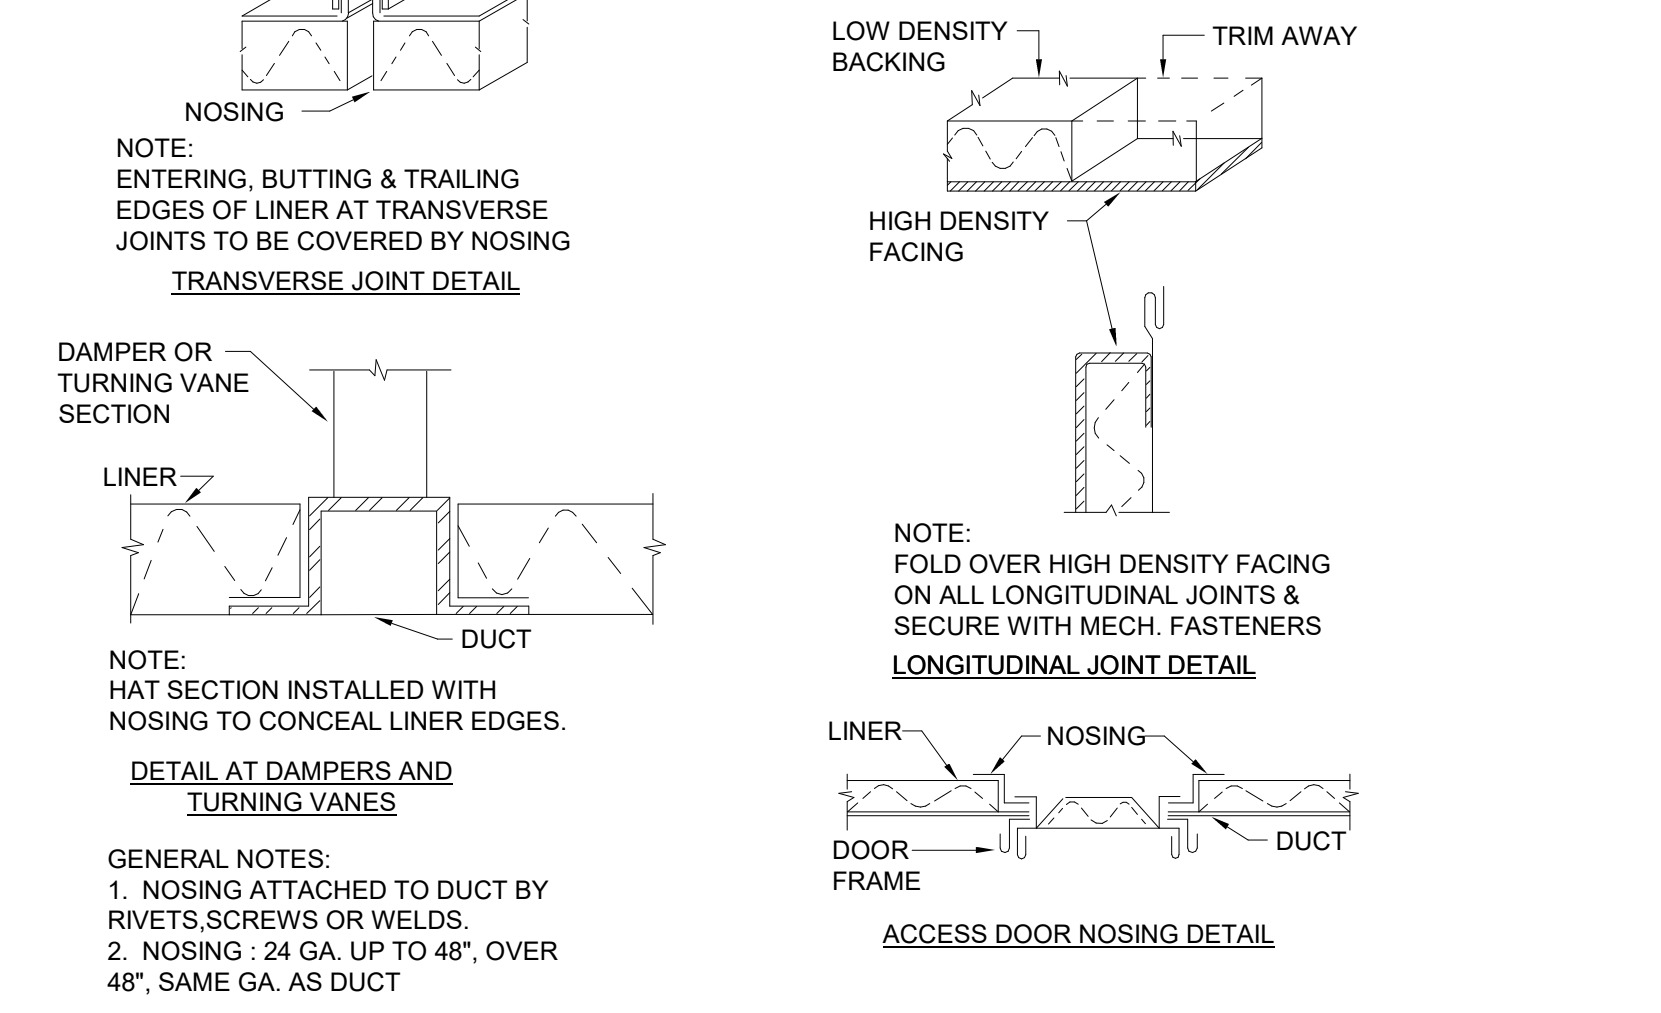 NOSING
NOTE:
ENTERING, BUTTING & TRAILING
EDGES OF LINER AT TRANSVERSE
JOINTS TO BE COVERED BY NOSING
TRANSVERSE JOINT DETAIL
DAMPER OR
TURNING VANE
SECTION
LINER
DUCT
NOTE:
HAT SECTION INSTALLED WITH
NOSING TO CONCEAL LINER EDGES.
DETAIL AT DAMPERS AND
TURNING VANES
GENERAL NOTES:
1. NOSING ATTACHED TO DUCT BY
RIVETS,SCREWS OR WELDS.
2. NOSING : 24 GA. UP TO 48", OVER
48", SAME GA. AS DUCT
LOW DENSITY
BACKING
TRIM AWAY
HIGH DENSITY
FACING
NOTE:
FOLD OVER HIGH DENSITY FACING
ON ALL LONGITUDINAL JOINTS &
SECURE WITH MECH. FASTENERS
LONGITUDINAL JOINT DETAIL
LINER
NOSING
DUCT
DOOR
FRAME
ACCESS DOOR NOSING DETAIL